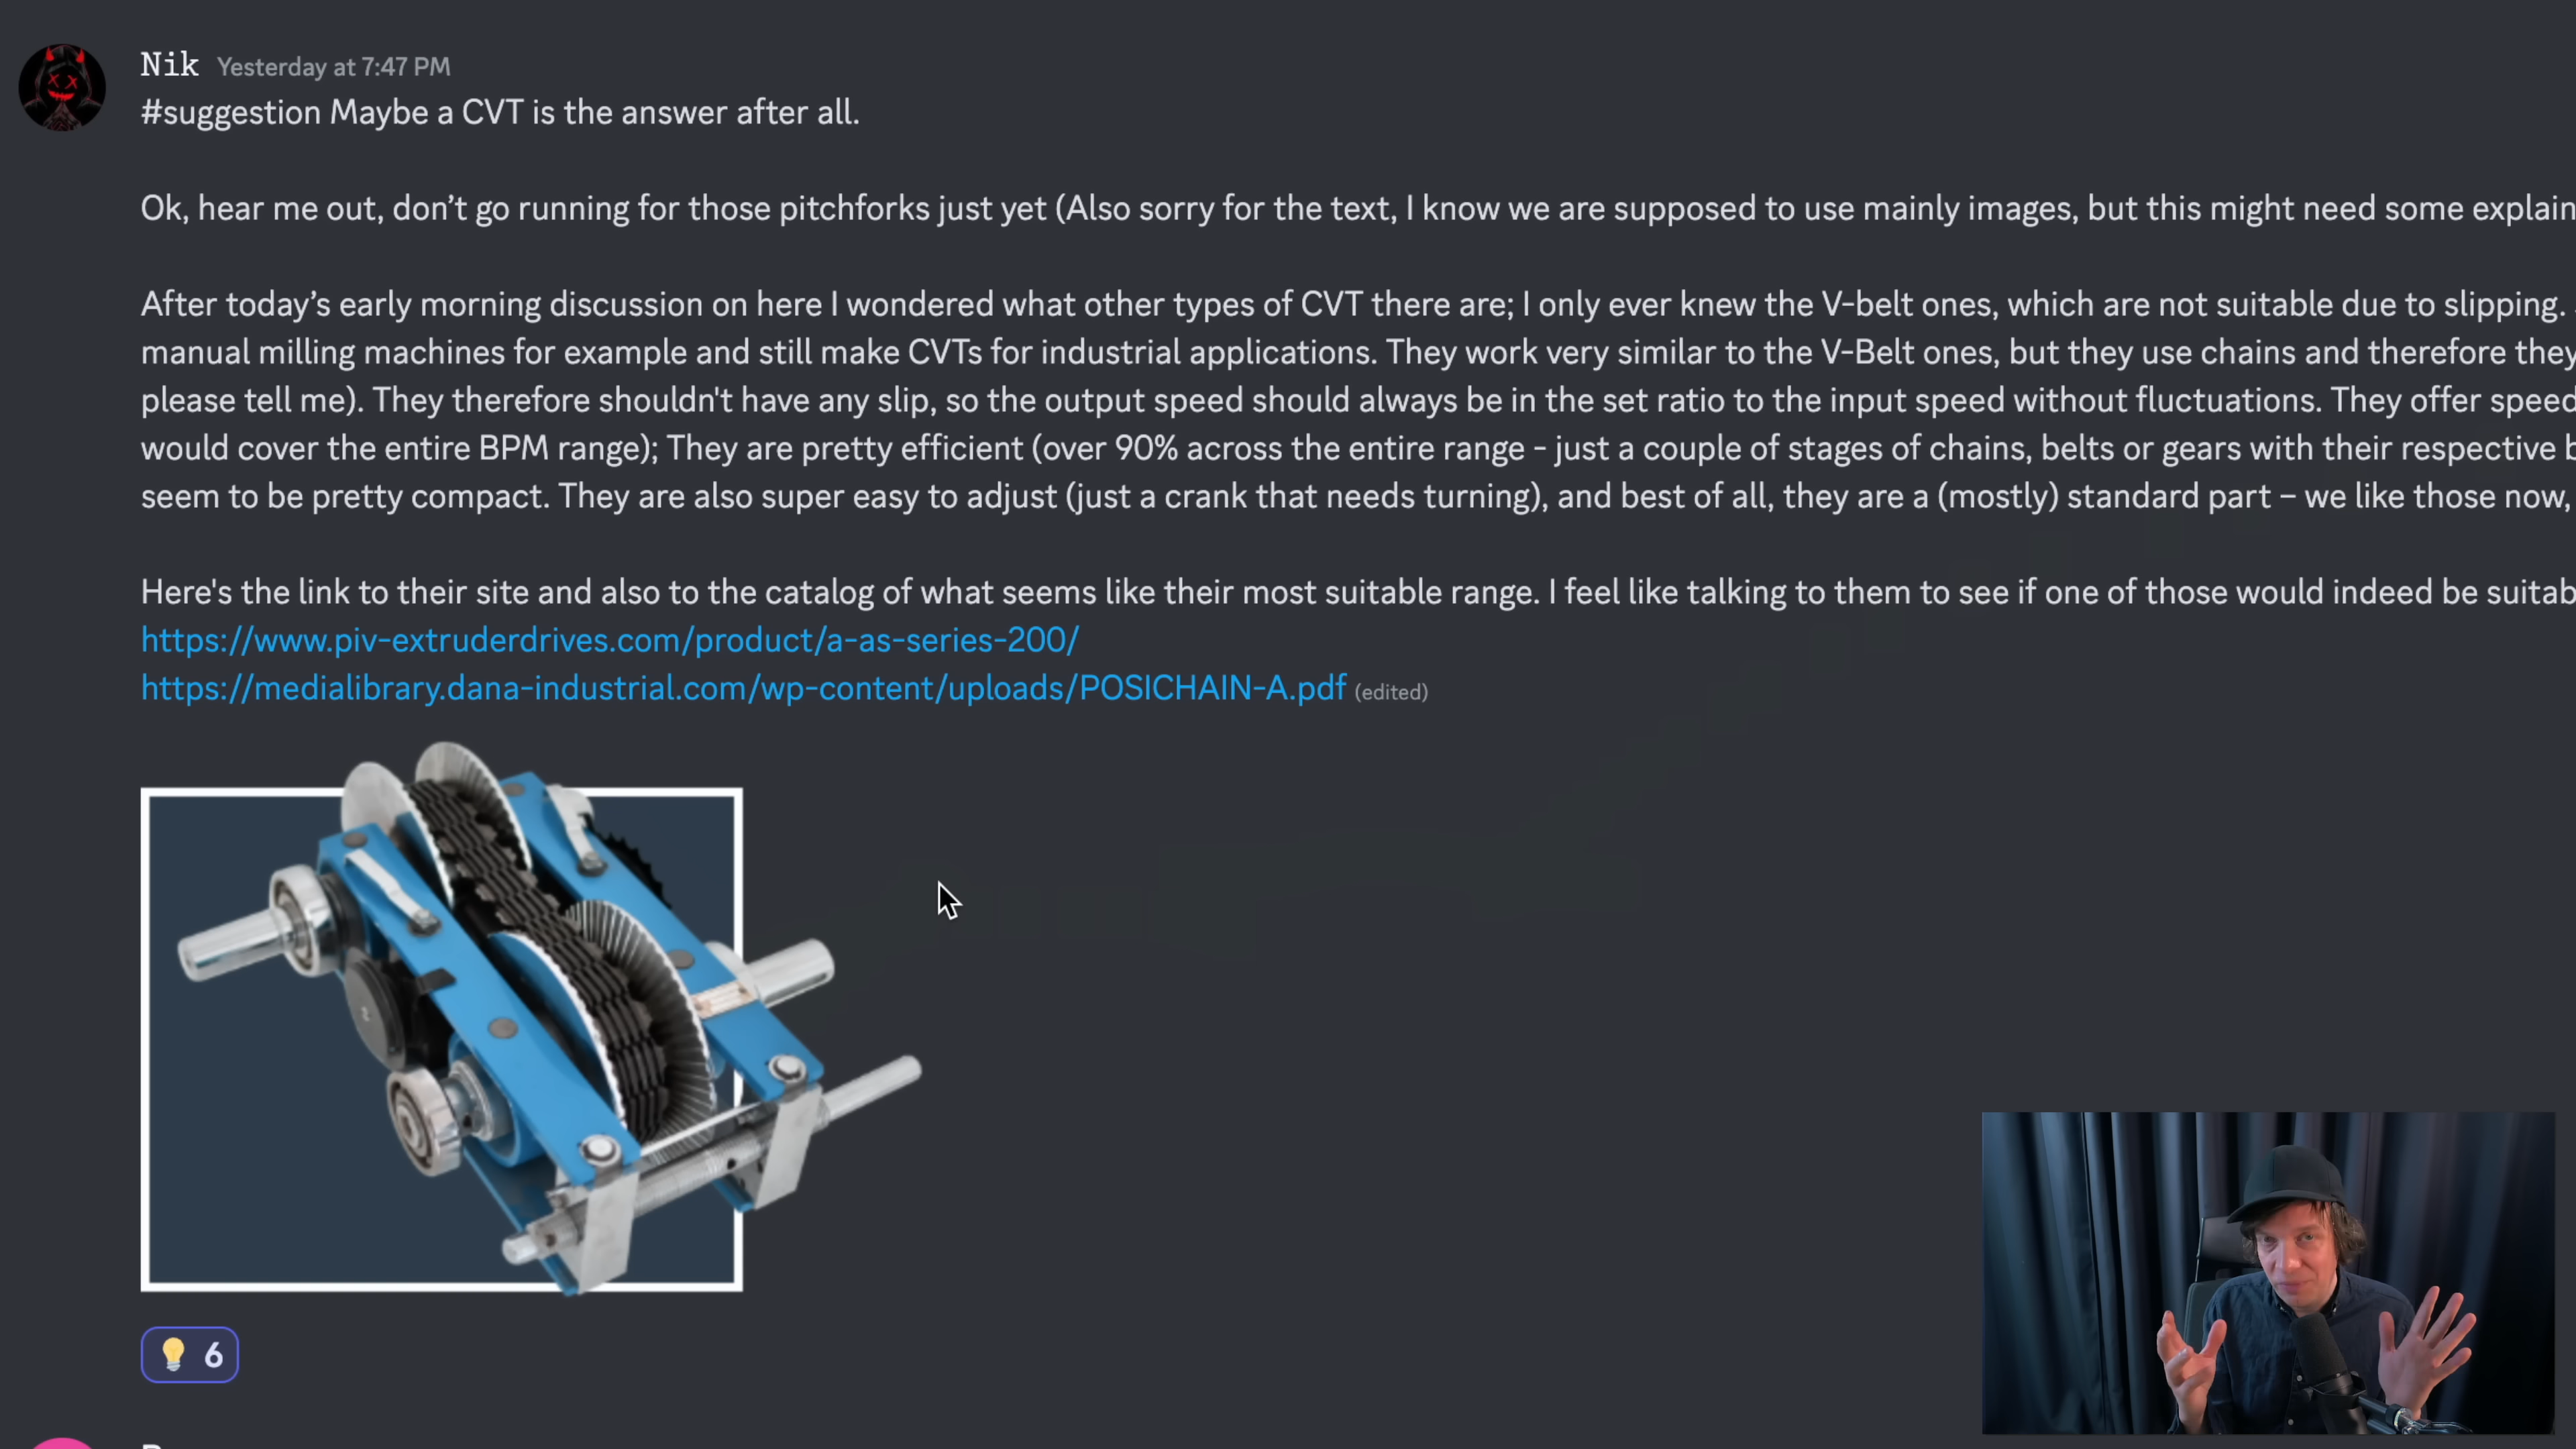 Nik Yesterday at 7:47 PM
#suggestion Maybe a CVT is the answer after all.
Ok, hear me out, don’t go running for those pitchforks just yet (Also sorry for the text, I know we are supposed to use mainly images, but this might need some explain
After today’s early morning discussion on here I wondered what other types of CVT there are; I only ever knew the V-belt ones, which are not suitable due to slipping.
manual milling machines for example and still make CVTs for industrial applications. They work very similar to the V-Belt ones, but they use chains and therefore they
please tell me). They therefore shouldn't have any slip, so the output speed should always be in the set ratio to the input speed without fluctuations. They offer speed
would cover the entire BPM range); They are pretty efficient (over 90% across the entire range - just a couple of stages of chains, belts or gears with their respective
seem to be pretty compact. They are also super easy to adjust (just a crank that needs turning), and best of all, they are a (mostly) standard part – we like those now,
Here's the link to their site and also to the catalog of what seems like their most suitable range. I feel like talking to them to see if one of those would indeed be suitab
https://www.piv-extruderdrives.com/product/a-as-series-200/
https://medialibrary.dana-industrial.com/wp-content/uploads/POSICHAIN-A.pdf (edited)
6